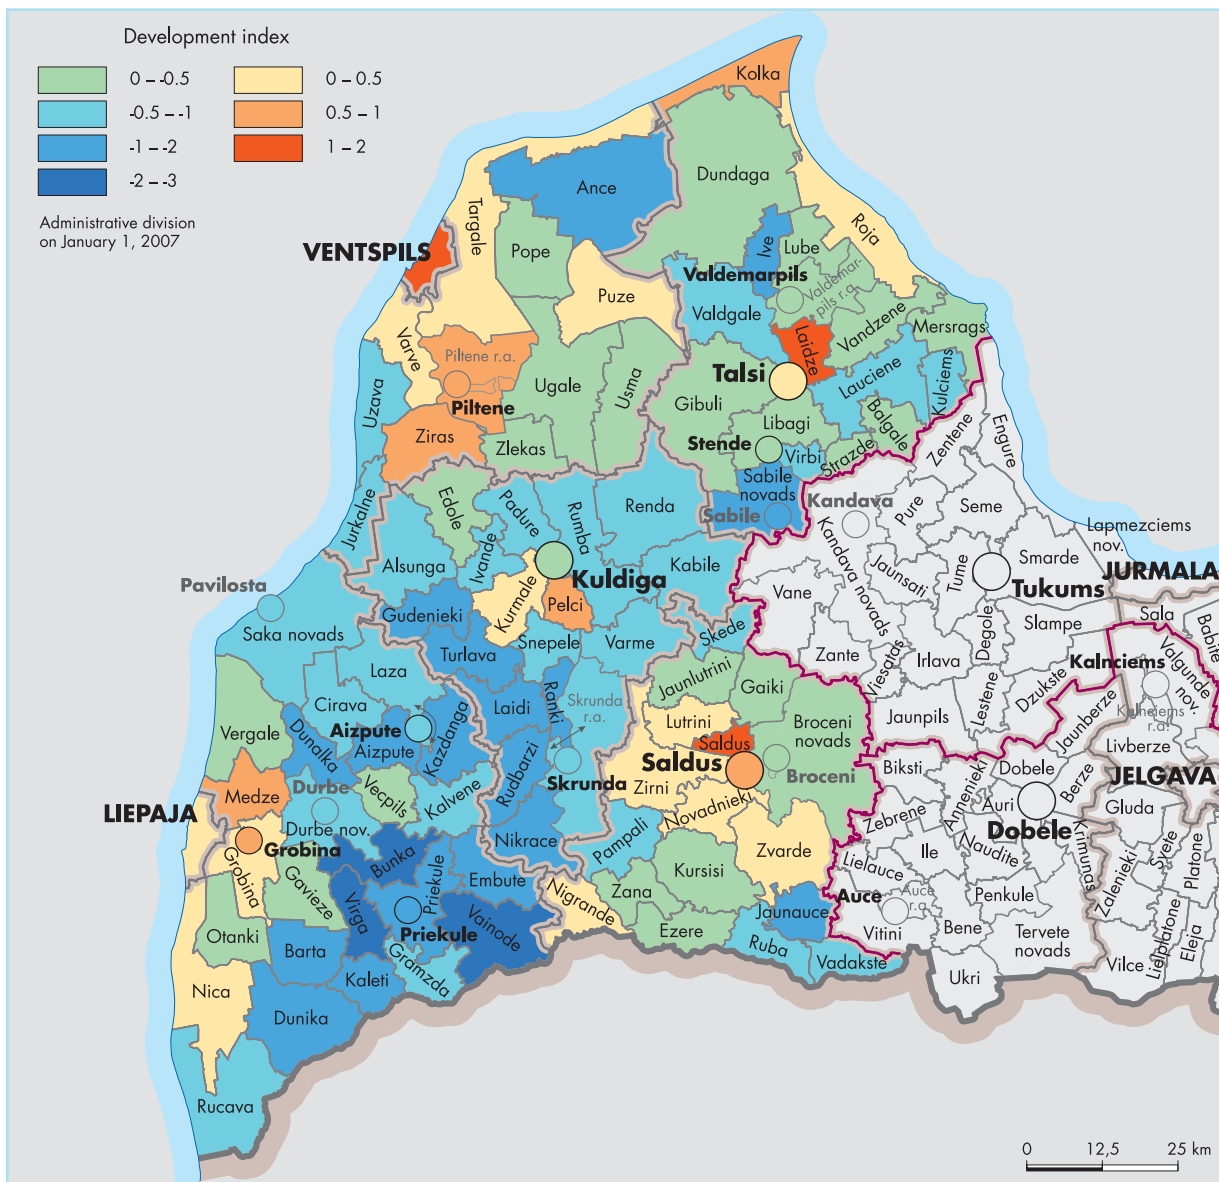 Development index
0 – -0.5
0 – 0.5
-0.5 – -1
0.5 – 1
-1 – -2
1 – 2
-2 – -3
Administrative division
on January 1, 2007
Kolka
Dundaga
Ance
Targale
Roja
Pope
Ive
Lube
VENTSPILS
Valdemarpils
Valdemar-
pils r.a.
Puze
Valdgale
Vandzene
Mersrags
Laidze
Varve
Piltene r.a.
Talsi
Lauciene
Kulciems
Uzava
Ugale
Usma
Gibuli
Piltene
Balgale
Libagi
Ziras
Zlekas
Stende
Virbi
Strazde
Zentene
Engure
Sabile
novads
Sabile
Kandava
Jurkalne
Edole
Padure
Rumba
Renda
Pure
Seme
Lapmezciems
nov.
Alsunga
Ivande
Kabile
Kandava novads
Jaunsati
Tume
Smarde
JURMALA
Kuldiga
Tukums
Pavilosta
Kurmale
Pelci
Vane
Gudenieki
Sala
Babite
Saka novads
Turlava
Snepele
Varme
Skede
Zante
Viesatas
Irlava
Degole
Slampe
Kalnciems
Valgunde
nov.
Laza
Jaunlutrini
Gaiki
Lestene
Dzukste
Cirava
Laidi
Ranki
Skrunda
r.a.
Lutrini
Broceni
novads
Jaunpils
Jaunberze
Kalnciems
r.a.
Vergale
Dunalka
Aizpute
Aizpute
Kazdanga
Saldus
Saldus
Livberze
Biksti
Annenieki
Dobele
Berze
Rudbarzi
Skrunda
Broceni
JELGAVA
Medze
Durbe
Vecpils
Kalvene
Zirni
Auri
Gluda
LIEPAJA
Novadnieki
Zebrene
Dobele
Durbe nov.
Nikrace
Pampali
Grobina
Bunka
Zvarde
Ile
Naudite
Krimunas
Svete
Platone
Grobina
Gavieze
Priekule
Embute
Lielauce
Kursisi
Zana
Nigrande
Auce
Auce
r.a.
Penkule
Zalenieki
Virga
Priekule
Vainode
Jaunauce
Otanki
Ezere
Vitini
Bene
Tervete
novads
Lielplatone
Eleja
Barta
Ruba
Vadakste
Gramzda
Kaleti
Vilce
Nica
Ukri
Dunika
Rucava
0 12,5 25 km